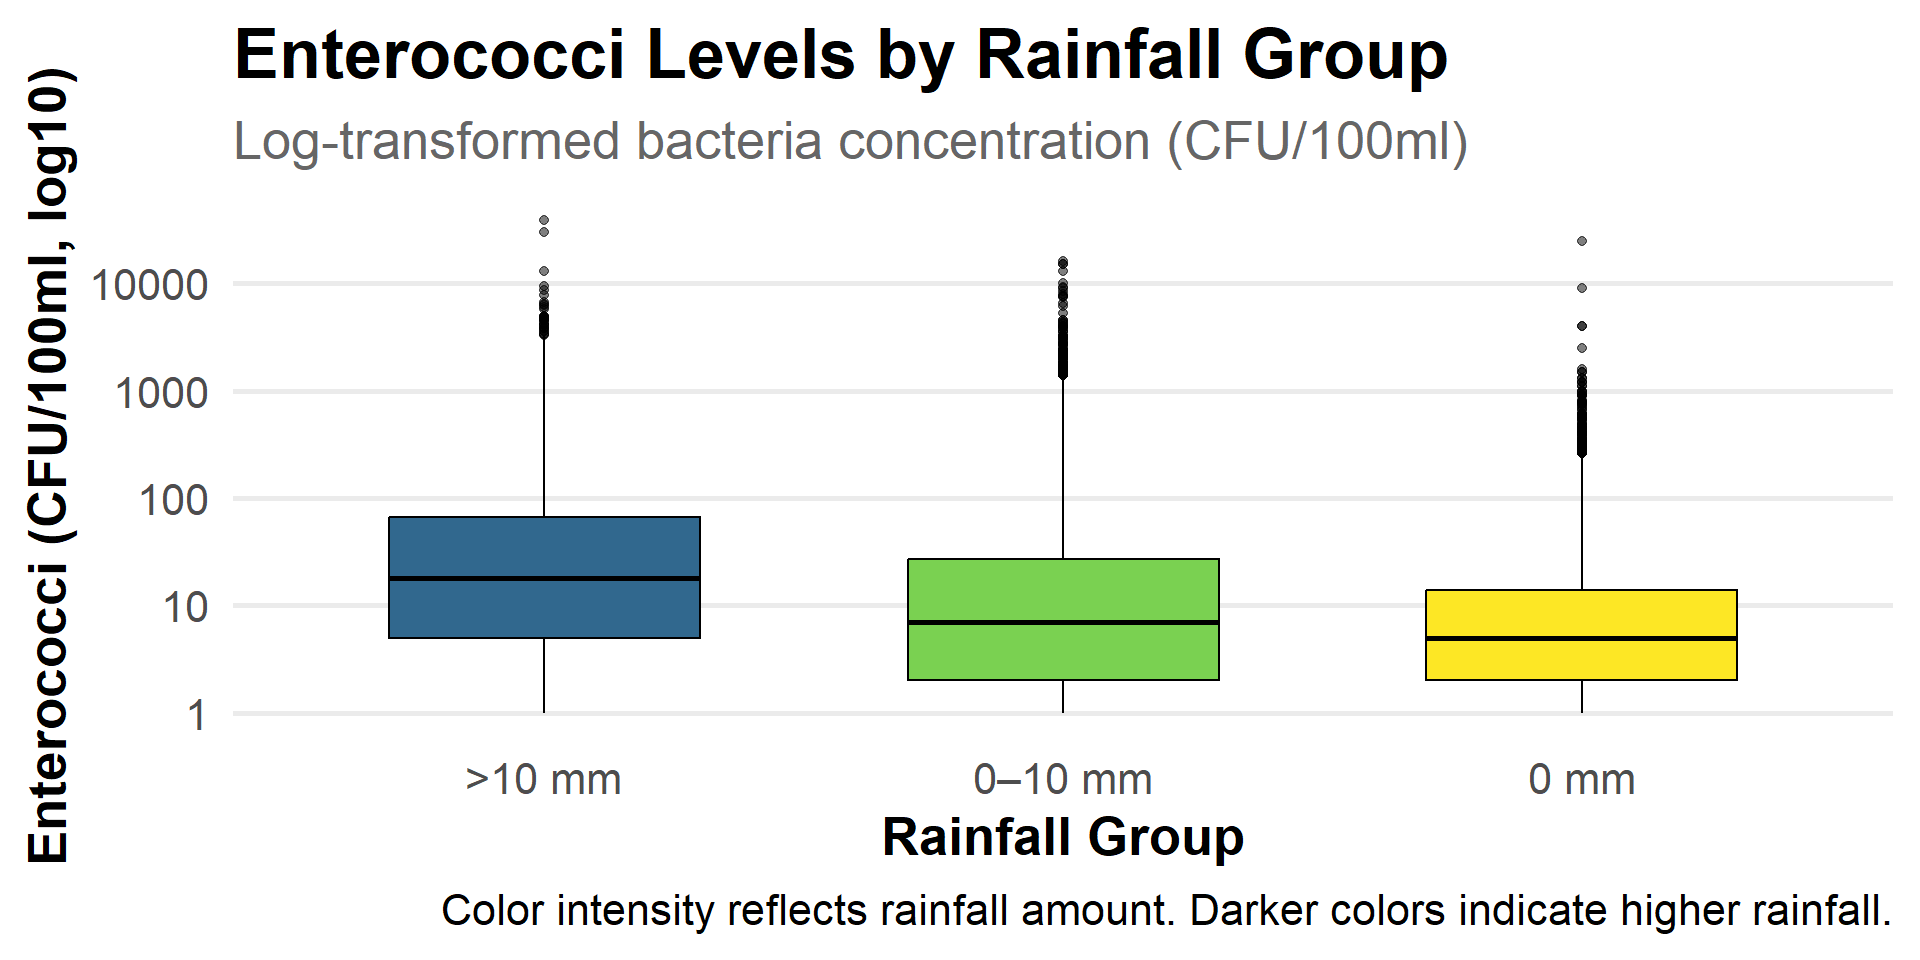 Enterococci Levels by Rainfall Group
Log-transformed bacteria concentration (CFU/100ml)
Enterococci (CFU/100ml, log10)
10000
1000
100
10
1
>10 mm
0–10 mm
0 mm
Rainfall Group
Color intensity reflects rainfall amount. Darker colors indicate higher rainfall.